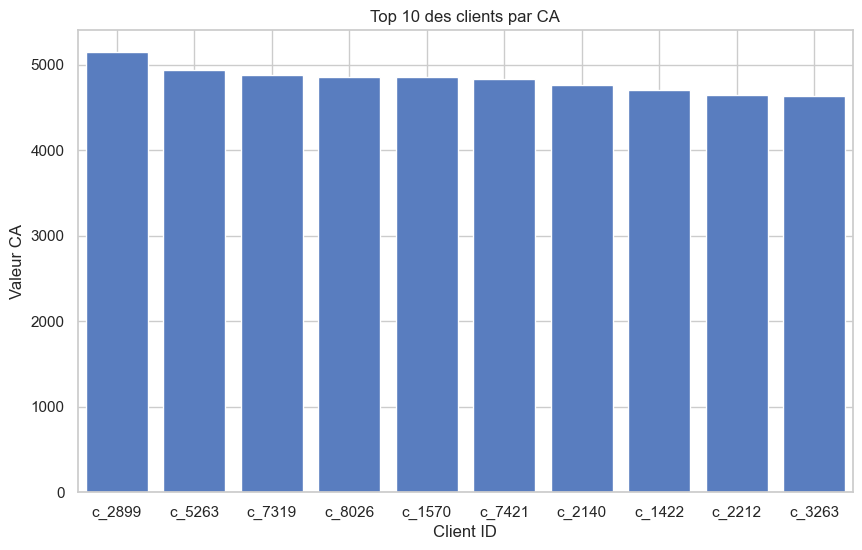 Top 10 des clients par CA
Valeur CA
5000
4000
3000
2000
1000
0
c_2899 c_5263 c_7319 c_8026 c_1570 c_7421 c_2140 c_1422 c_2212 c_3263
Client ID